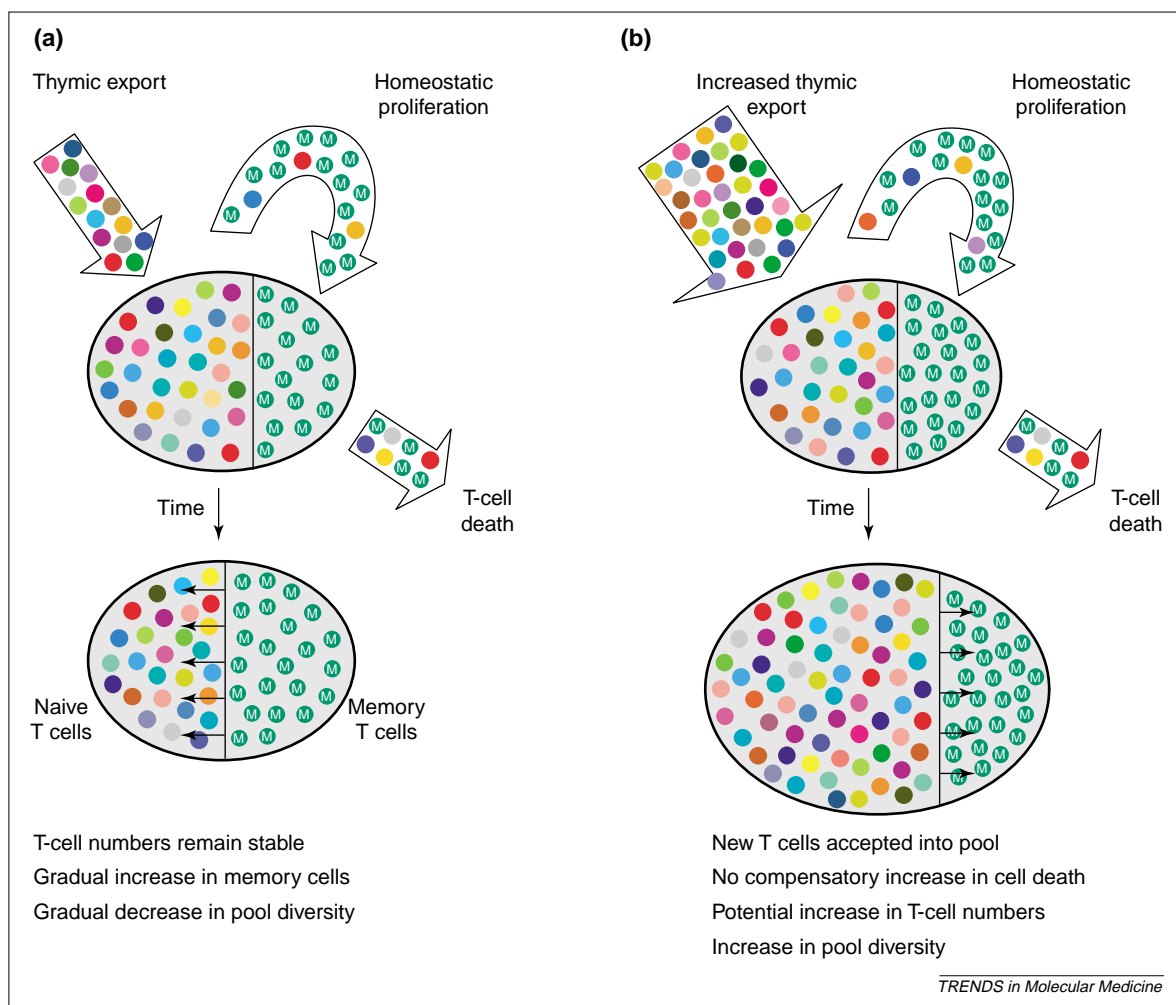 (a)
Thymic export
Homeostatic
proliferation
T-cell
death
Time
Naive
T cells
Memory
T cells
T-cell numbers remain stable
Gradual increase in memory cells
Gradual decrease in pool diversity
(b)
Increased thymic
export
Homeostatic
proliferation
T-cell
death
Time
New T cells accepted into pool
No compensatory increase in cell death
Potential increase in T-cell numbers
Increase in pool diversity
TRENDS in Molecular Medicine